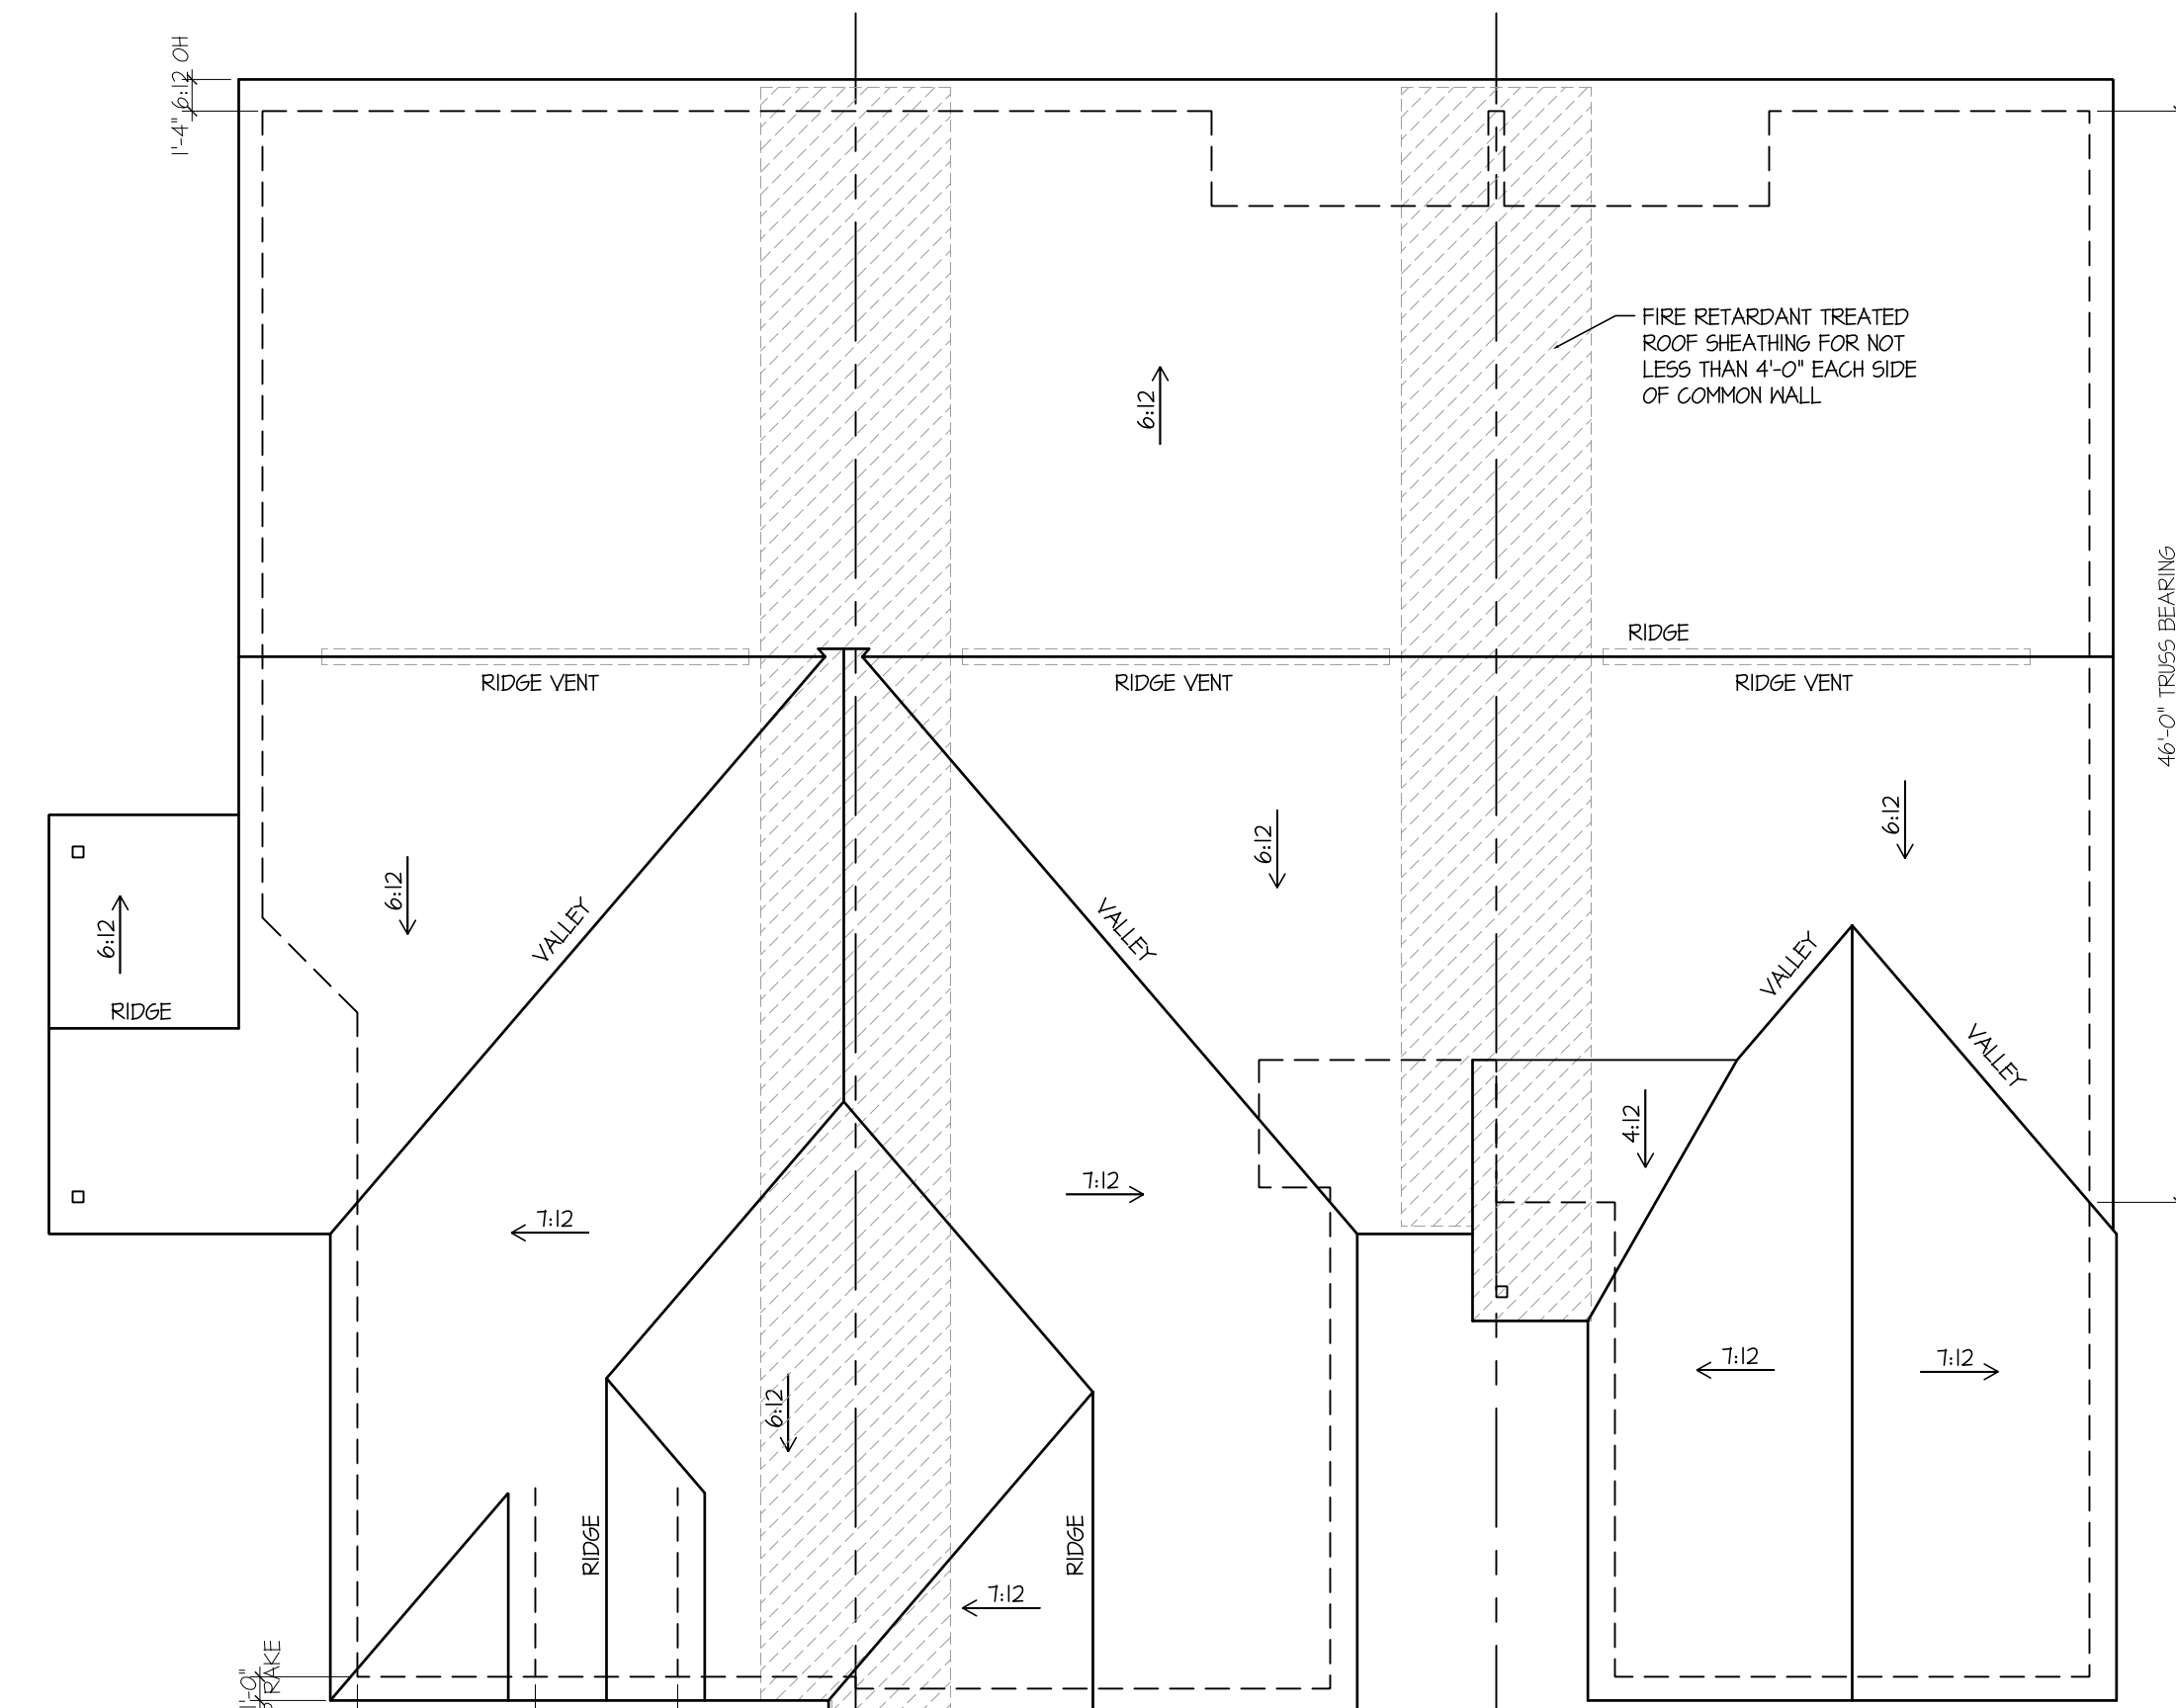 1'-4" 6:12 OH
FIRE RETARDANT TREATED
ROOF SHEATHING FOR NOT
LESS THAN 4'-0" EACH SIDE
OF COMMON WALL
6:12
46'-0" TRUSS BEARING
RIDGE
RIDGE VENT
RIDGE VENT
RIDGE VENT
6:12
6:12
6:12
6:12
VALLEY
VALLEY
VALLEY
RIDGE
VALLEY
4:12
7:12
7:12
7:12
7:12
6:12
RIDGE
RIDGE
7:12
1'-0"
RAKE